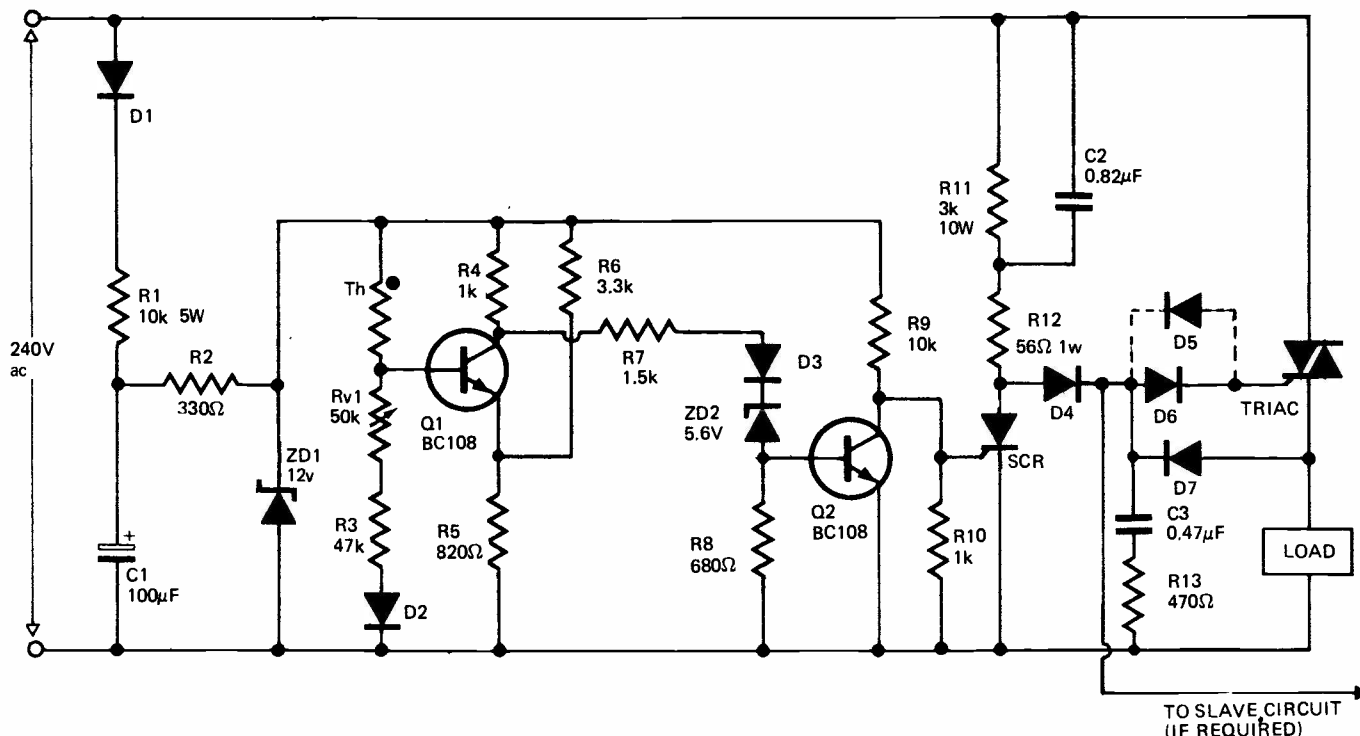 240V
ac
D1
R1
10k 5W
R2
330Ω
C1
100μF
+
ZD1
12v
Th
Rv1
50k
R3
47k
D2
Q1
BC108
R4
1k
R5
820Ω
R6
3.3k
R7
1.5k
D3
ZD2
5.6V
R8
680Ω
Q2
BC108
R9
10k
R10
1k
R11
3k
10W
C2
0.82μF
R12
56Ω 1w
SCR
D4
D5
D6
D7
TRIAC
C3
0.47μF
R13
470Ω
LOAD
TO SLAVE CIRCUIT
(IF REQUIRED)